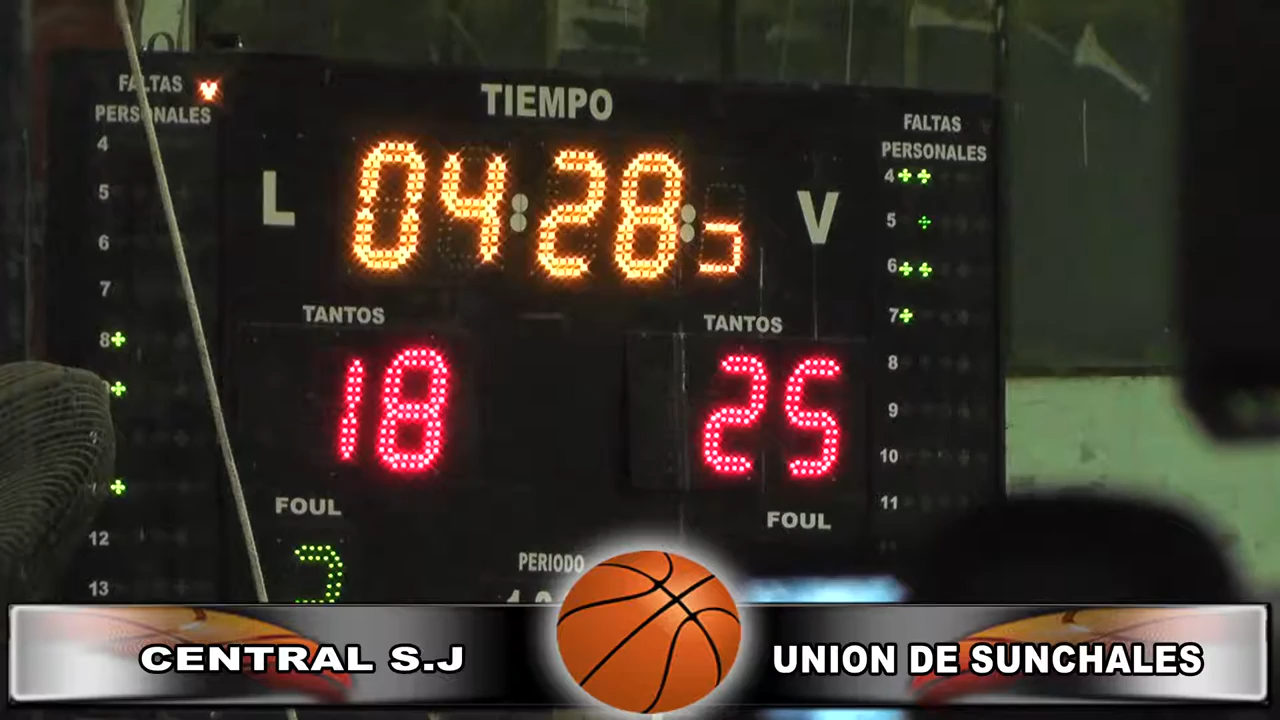 FALTAS
PERSONALES
TIEMPO
FALTAS
PERSONALES
L
04:28:
V
4
5
6
7
8
12
13
4
5
6
7
8
9
10
11
TANTOS
TANTOS
18
25
FOUL
FOUL
PERIODO
CENTRAL S.J
UNION DE SUNCHALES